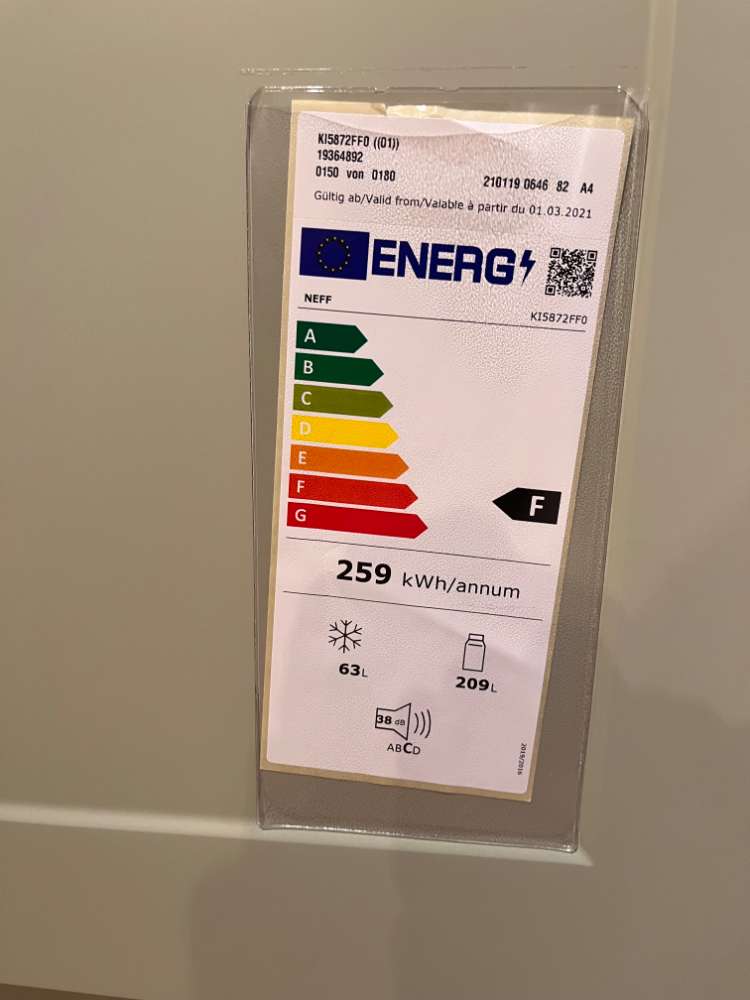 KI5872FF0 ((01))
19364892
0150 von 0180
210119 0646 82 A4
Gültig ab/Valid from/Valable à partir du 01.03.2021
ENERG
NEFF
KI5872FF0
A
B
C
D
E
F
G
F
259 kWh/annum
63L
209L
38 dB
ABCD
2019/2016